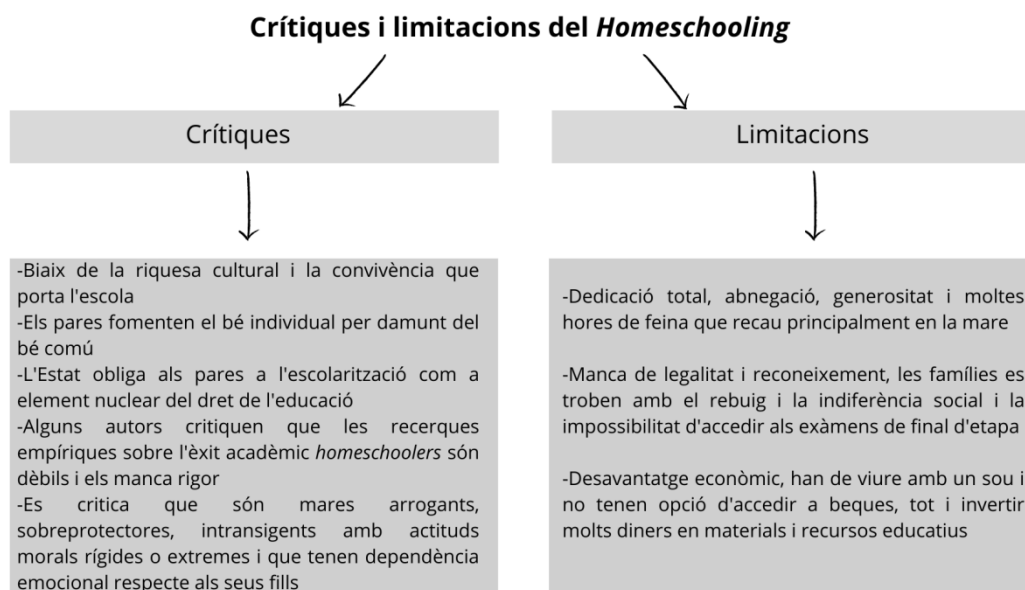 Crítiques i limitacions del Homeschooling
Crítiques
-Biaix de la riquesa cultural i la convivència que
porta l'escola
-Els pares fomenten el bé individual per damunt del
bé comú
-L'Estat obliga als pares a l'escolarització com a
element nuclear del dret de l'educació
-Alguns autors critiquen que les recerques
empíriques sobre l'èxit acadèmic homeschoolers són
dèbils i els manca rigor
-Es critica que són mares arrogants,
sobreprotectores, intransigents amb actituds
morals rígides o extremes i que tenen dependència
emocional respecte als seus fills
Limitacions
-Dedicació total, abnegació, generositat i moltes
hores de feina que recau principalment en la mare
-Manca de legalitat i reconeixement, les famílies es
troben amb el rebuig i la indiferència social i la
impossibilitat d'accedir als exàmens de final d'etapa
-Desavantatge econòmic, han de viure amb un sou i
no tenen opció d'accedir a beques, tot i invertir
molts diners en materials i recursos educatius